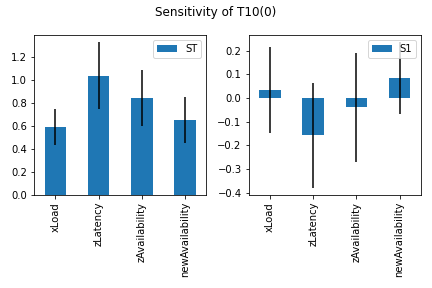 Sensitivity of T10(0)
ST
1.2
1.0
0.8
0.6
0.4
0.2
0.0
xLoad
zLatency
zAvailability
newAvailability
S1
0.2
0.1
0.0
−0.1
−0.2
−0.3
−0.4
xLoad
zLatency
zAvailability
newAvailability